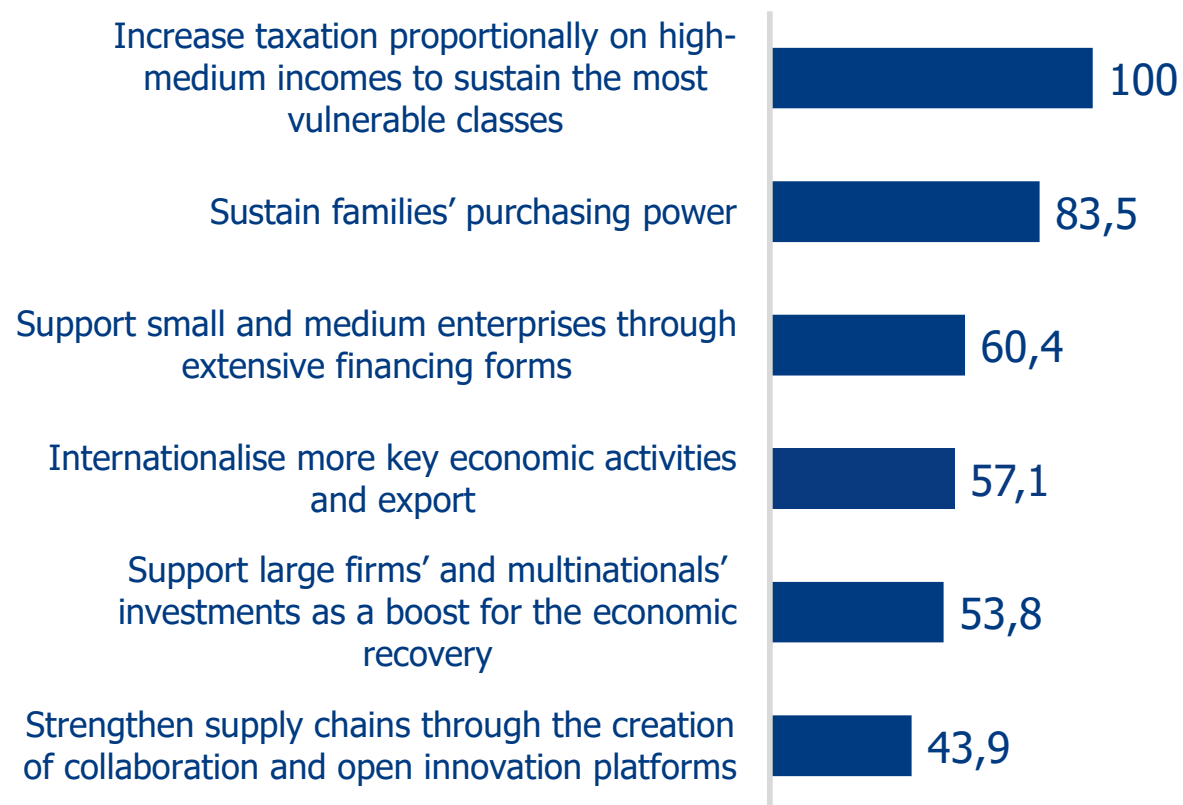 Increase taxation proportionally on high-
medium incomes to sustain the most
vulnerable classes
100
Sustain families’ purchasing power
83,5
Support small and medium enterprises through
extensive financing forms
60,4
Internationalise more key economic activities
and export
57,1
Support large firms’ and multinationals’
investments as a boost for the economic
recovery
53,8
Strengthen supply chains through the creation
of collaboration and open innovation platforms
43,9